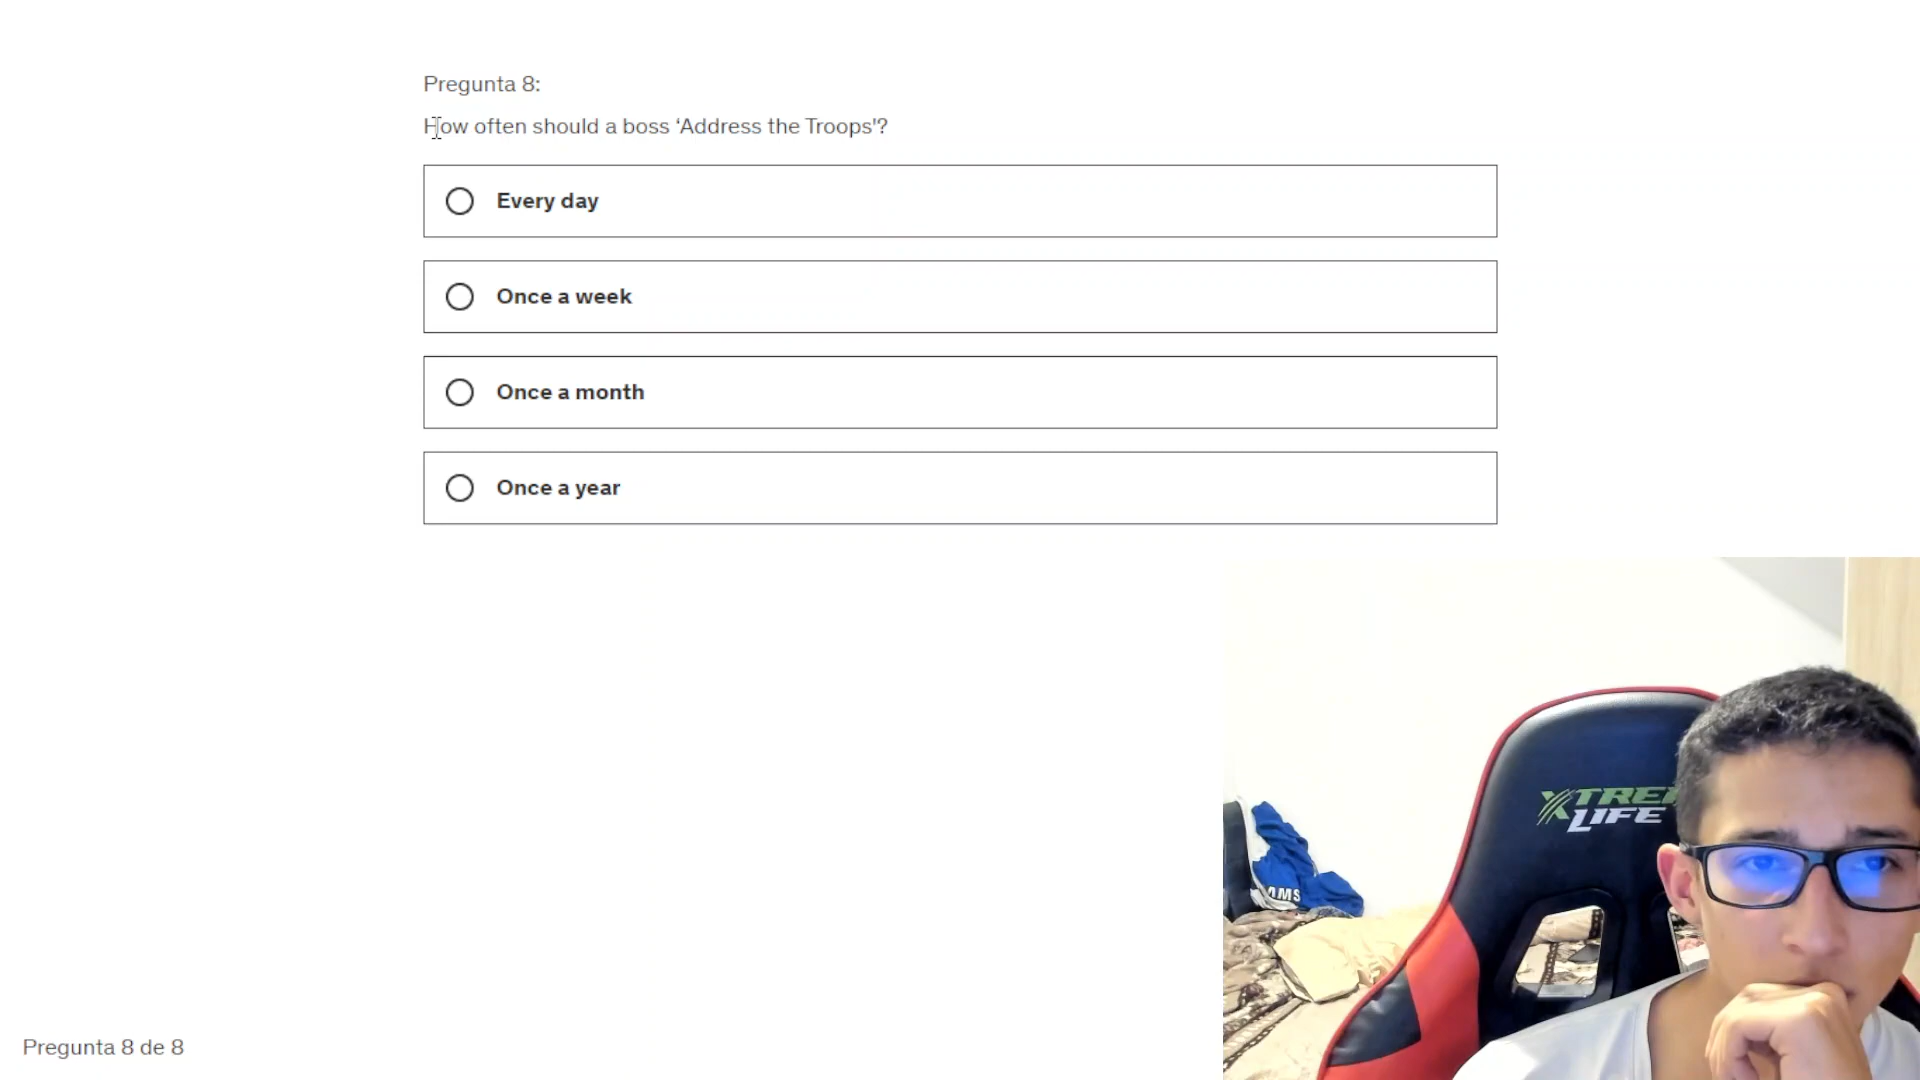 Pregunta 8:
How often should a boss ‘Address the Troops'?
Every day
Once a week
Once a month
Once a year
LIFE
Pregunta 8 de 8